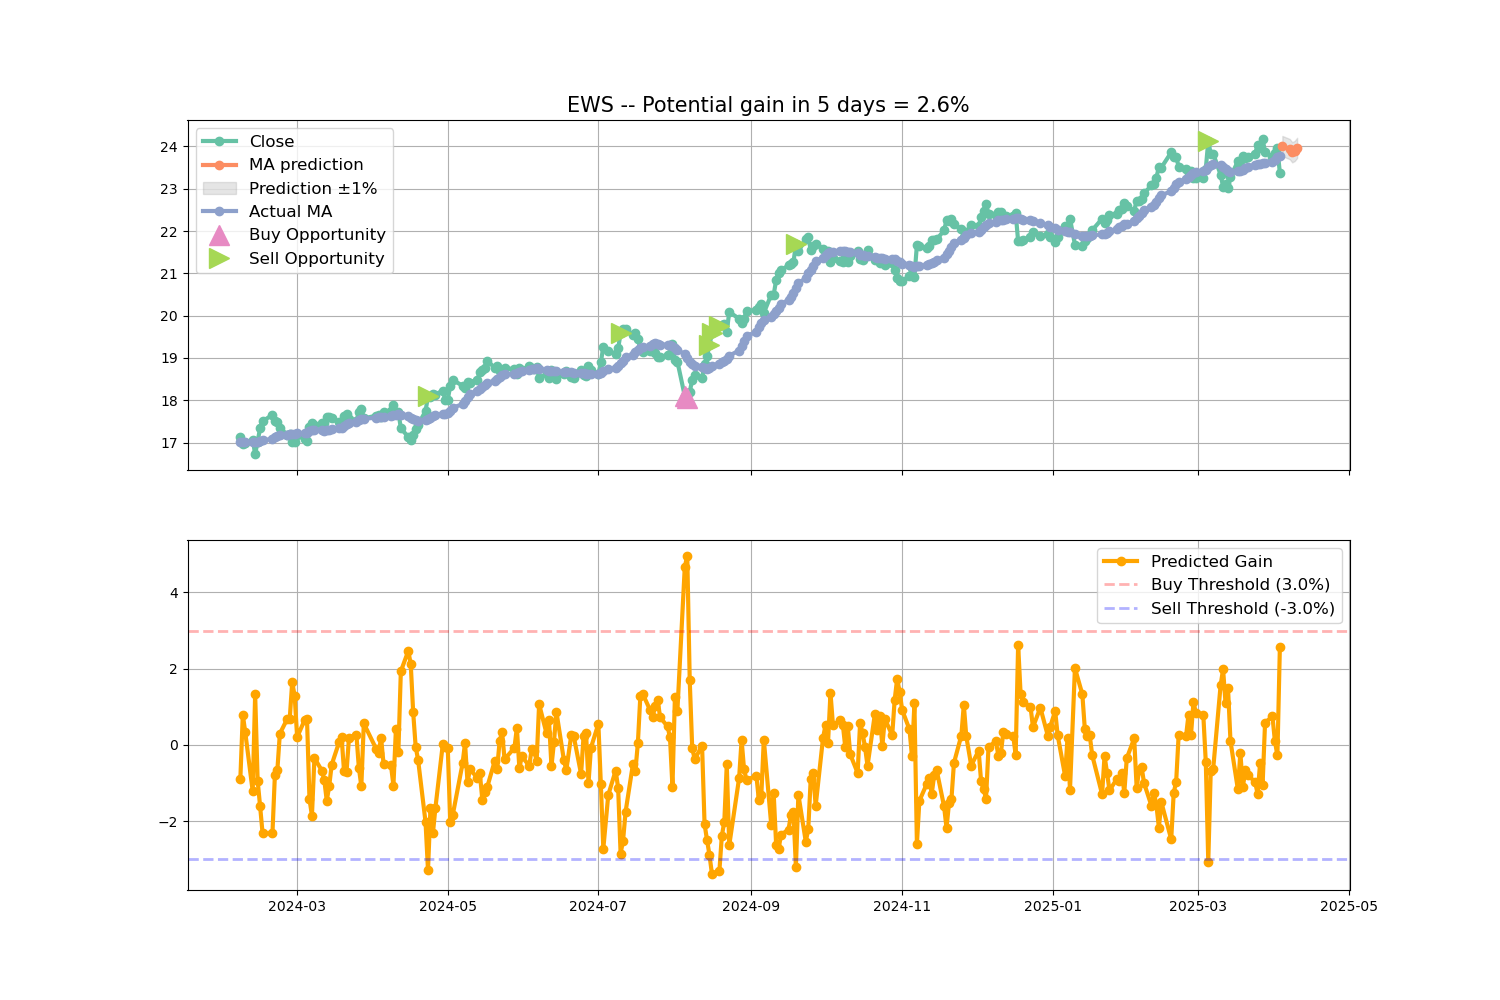 EWS -- Potential gain in 5 days = 2.6%
Close
MA prediction
Prediction ±1%
Actual MA
Buy Opportunity
Sell Opportunity
24
23
22
21
20
19
18
17
Predicted Gain
Buy Threshold (3.0%)
Sell Threshold (-3.0%)
4
2
0
−2
2024-03 2024-05 2024-07 2024-09 2024-11 2025-01 2025-03 2025-05